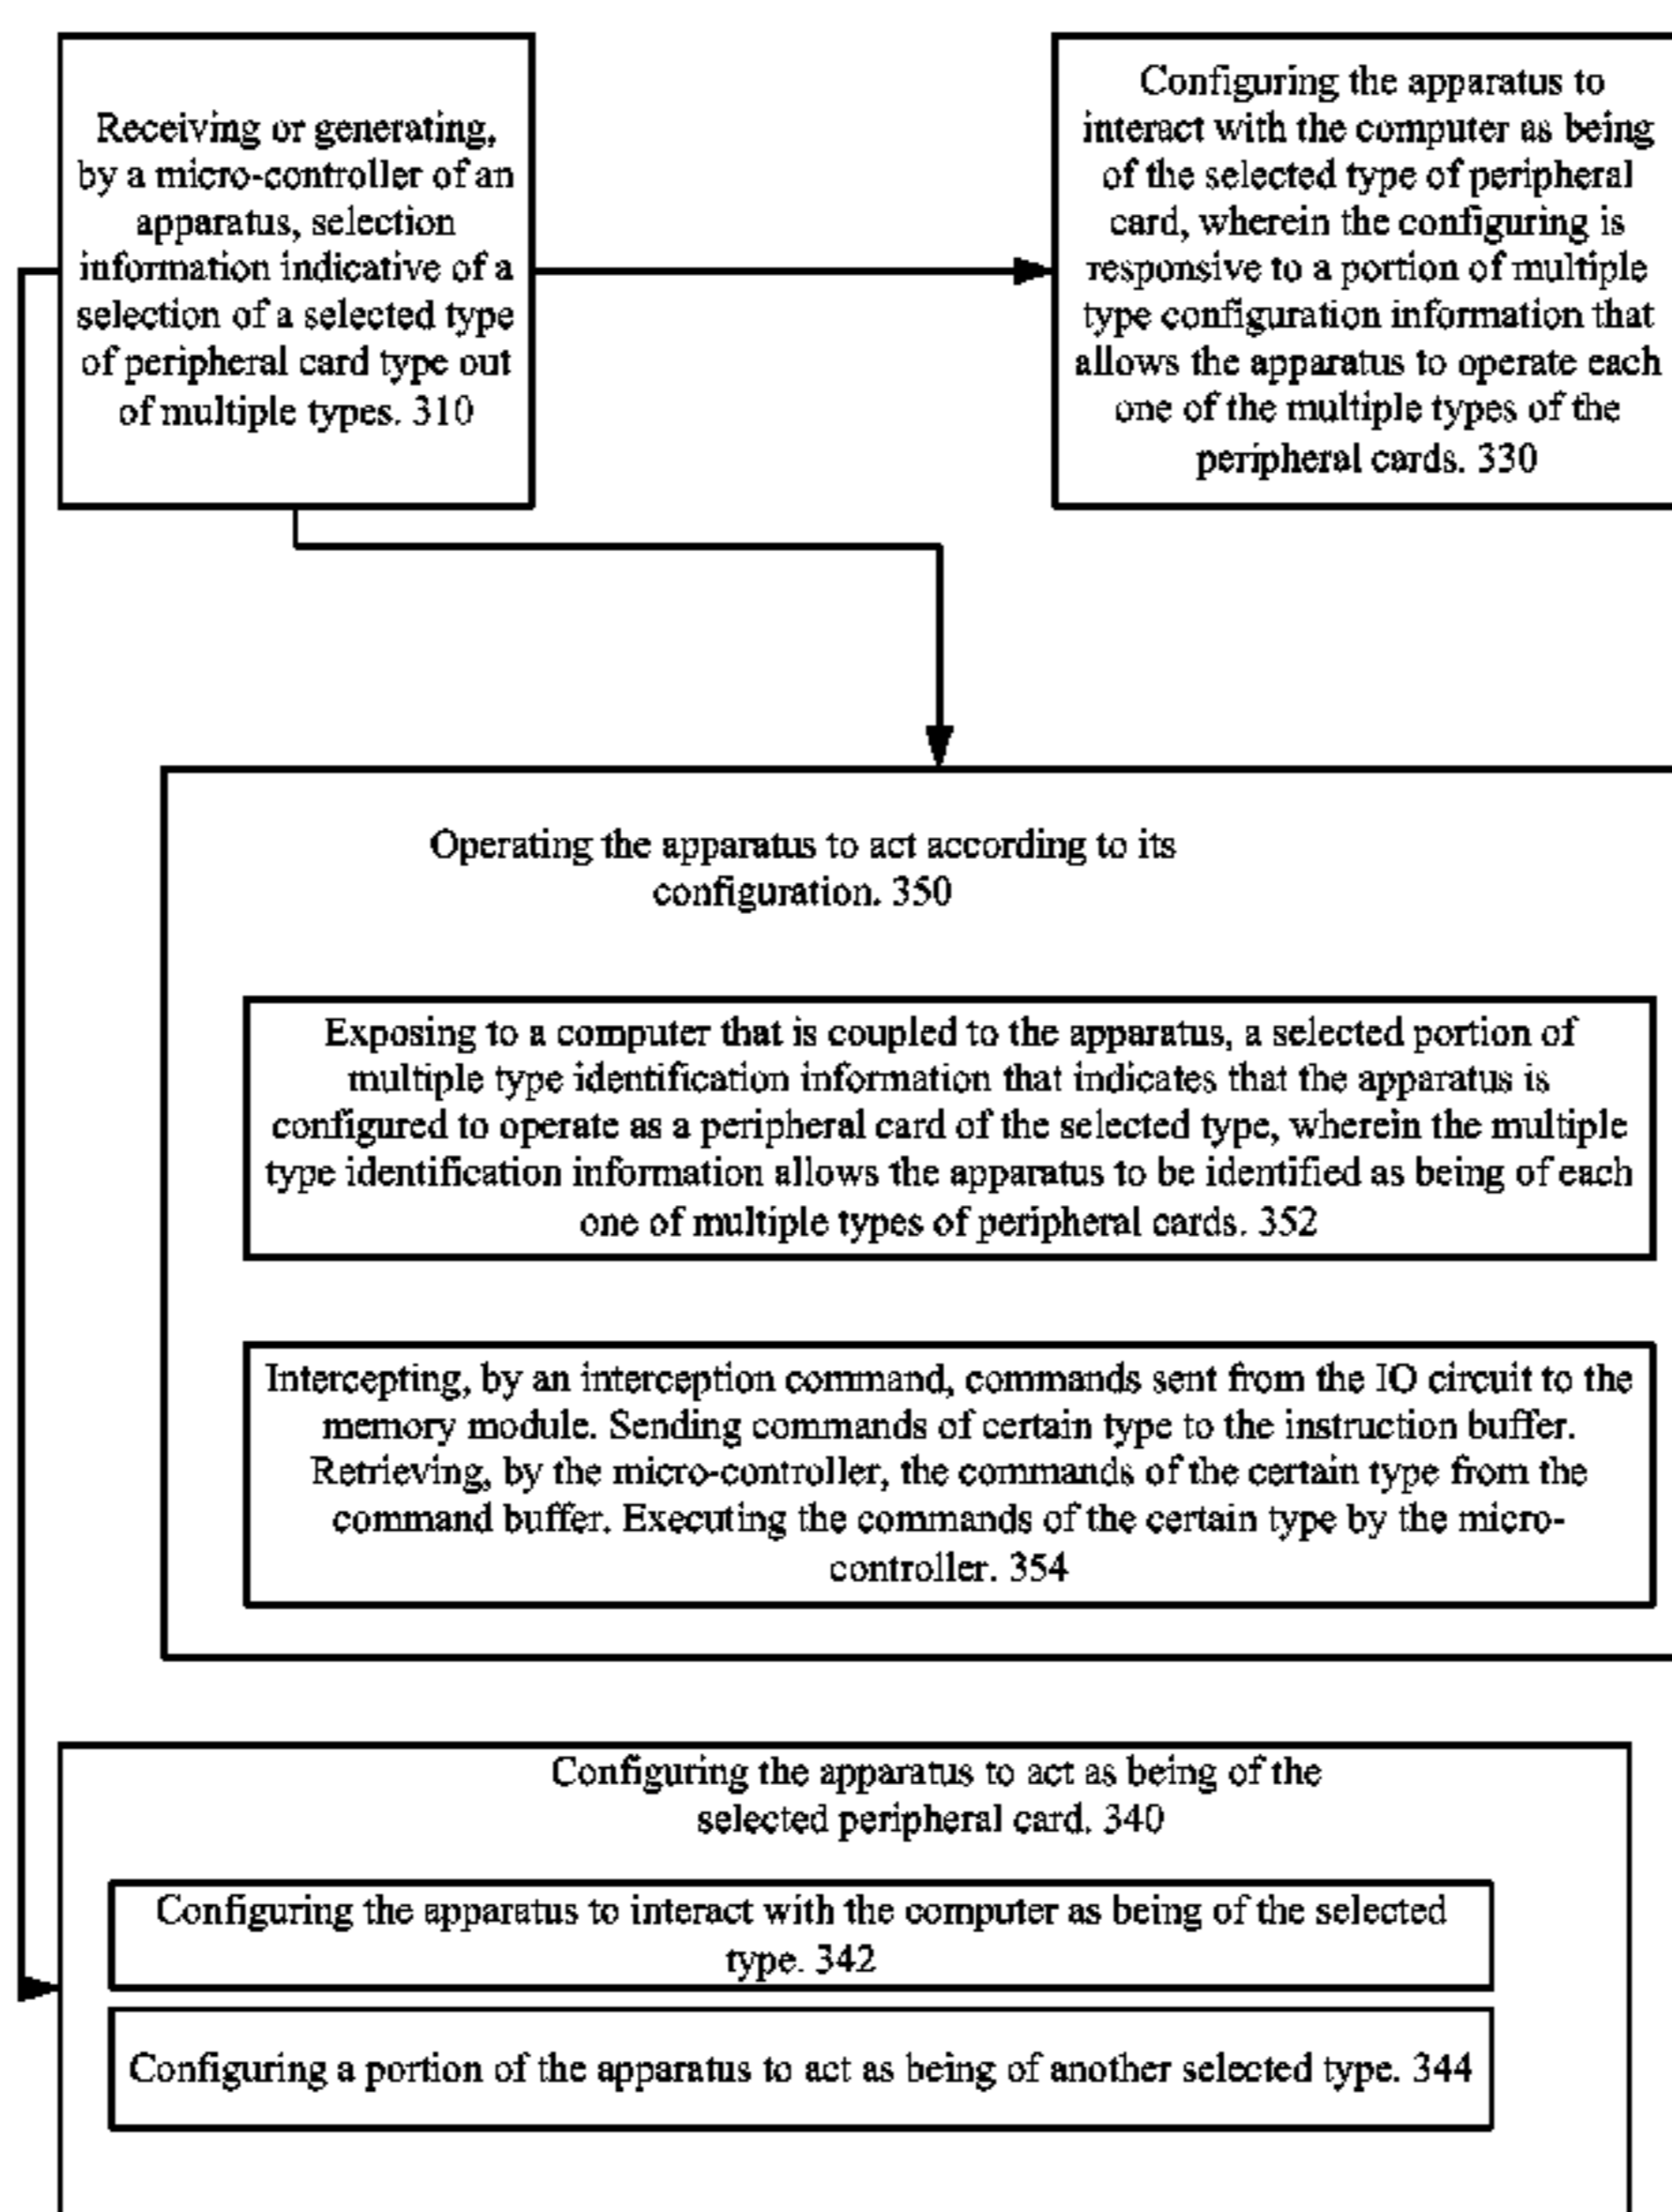 Receiving or generating,
by a micro-controller of an
apparatus, selection
information indicative of a
selection of a selected type
of peripheral card type out
of multiple types. 310
Configuring the apparatus to
interact with the computer as being
of the selected type of peripheral
card, wherein the configuring is
responsive to a portion of multiple
type configuration information that
allows the apparatus to operate each
one of the multiple types of the
peripheral cards. 330
Operating the apparatus to act according to its
configuration. 350
Exposing to a computer that is coupled to the apparatus, a selected portion of
multiple type identification information that indicates that the apparatus is
configured to operate as a peripheral card of the selected type, wherein the multiple
type identification information allows the apparatus to be identified as being of each
one of multiple types of peripheral cards. 352
Intercepting, by an interception command, commands sent from the IO circuit to the
memory module. Sending commands of certain type to the instruction buffer.
Retrieving, by the micro-controller, the commands of the certain type from the
command buffer. Executing the commands of the certain type by the micro-
controller. 354
Configuring the apparatus to act as being of the
selected peripheral card. 340
Configuring the apparatus to interact with the computer as being of the selected
type. 342
Configuring a portion of the apparatus to act as being of another selected type. 344